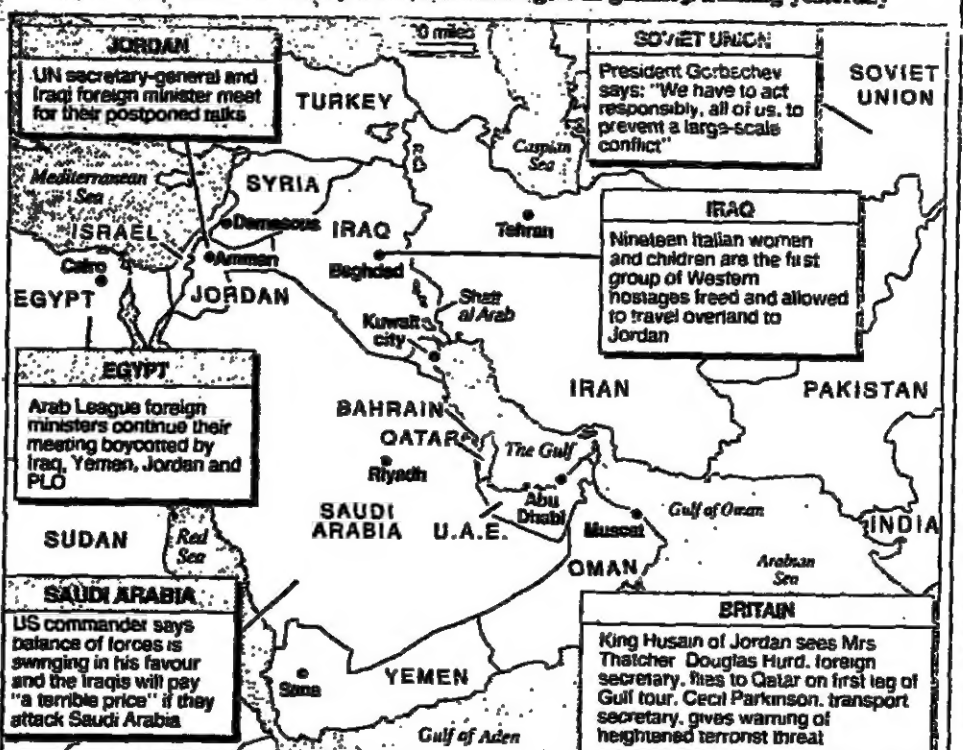 JORDAN
UN secretary-general and
Iraqi foreign minister meet
for their postponed talks
0 miles
SOVIET UNION
President Gorbachev
says: "We have to act
responsibly, all of us, to
prevent a large-scale
conflict"
SOVIET
UNION
TURKEY
Caspian
Sea
Mediterranean
Sea
SYRIA
Damascus
ISRAEL
IRAQ
Tehran
Cairo
Amman
Baghdad
EGYPT
JORDAN
Shatt
al Arab
Kuwait
city
IRAQ
Nineteen Italian women
and children are the first
group of Western
hostages freed and allowed
to travel overland to
Jordan
EGYPT
Arab League foreign
ministers continue their
meeting boycotted by
Iraq, Yemen, Jordan and
PLO
IRAN
PAKISTAN
BAHRAIN
QATAR
The Gulf
Riyadh
Abu
Dhabi
SAUDI
ARABIA
U.A.E.
Muscat
Gulf of Oman
INDIA
SUDAN
Red
Sea
OMAN
Arabian
Sea
SAUDI ARABIA
US commander says
balance of forces is
swinging in his favour
and the Iraqis will pay
"a terrible price" if they
attack Saudi Arabia
Sana
YEMEN
Gulf of Aden
BRITAIN
King Husain of Jordan sees Mrs
Thatcher Douglas Hurd, foreign
secretary, flies to Qatar on first leg of
Gulf tour. Cecil Parkinson, transport
secretary, gives warning of
heightened terrorist threat